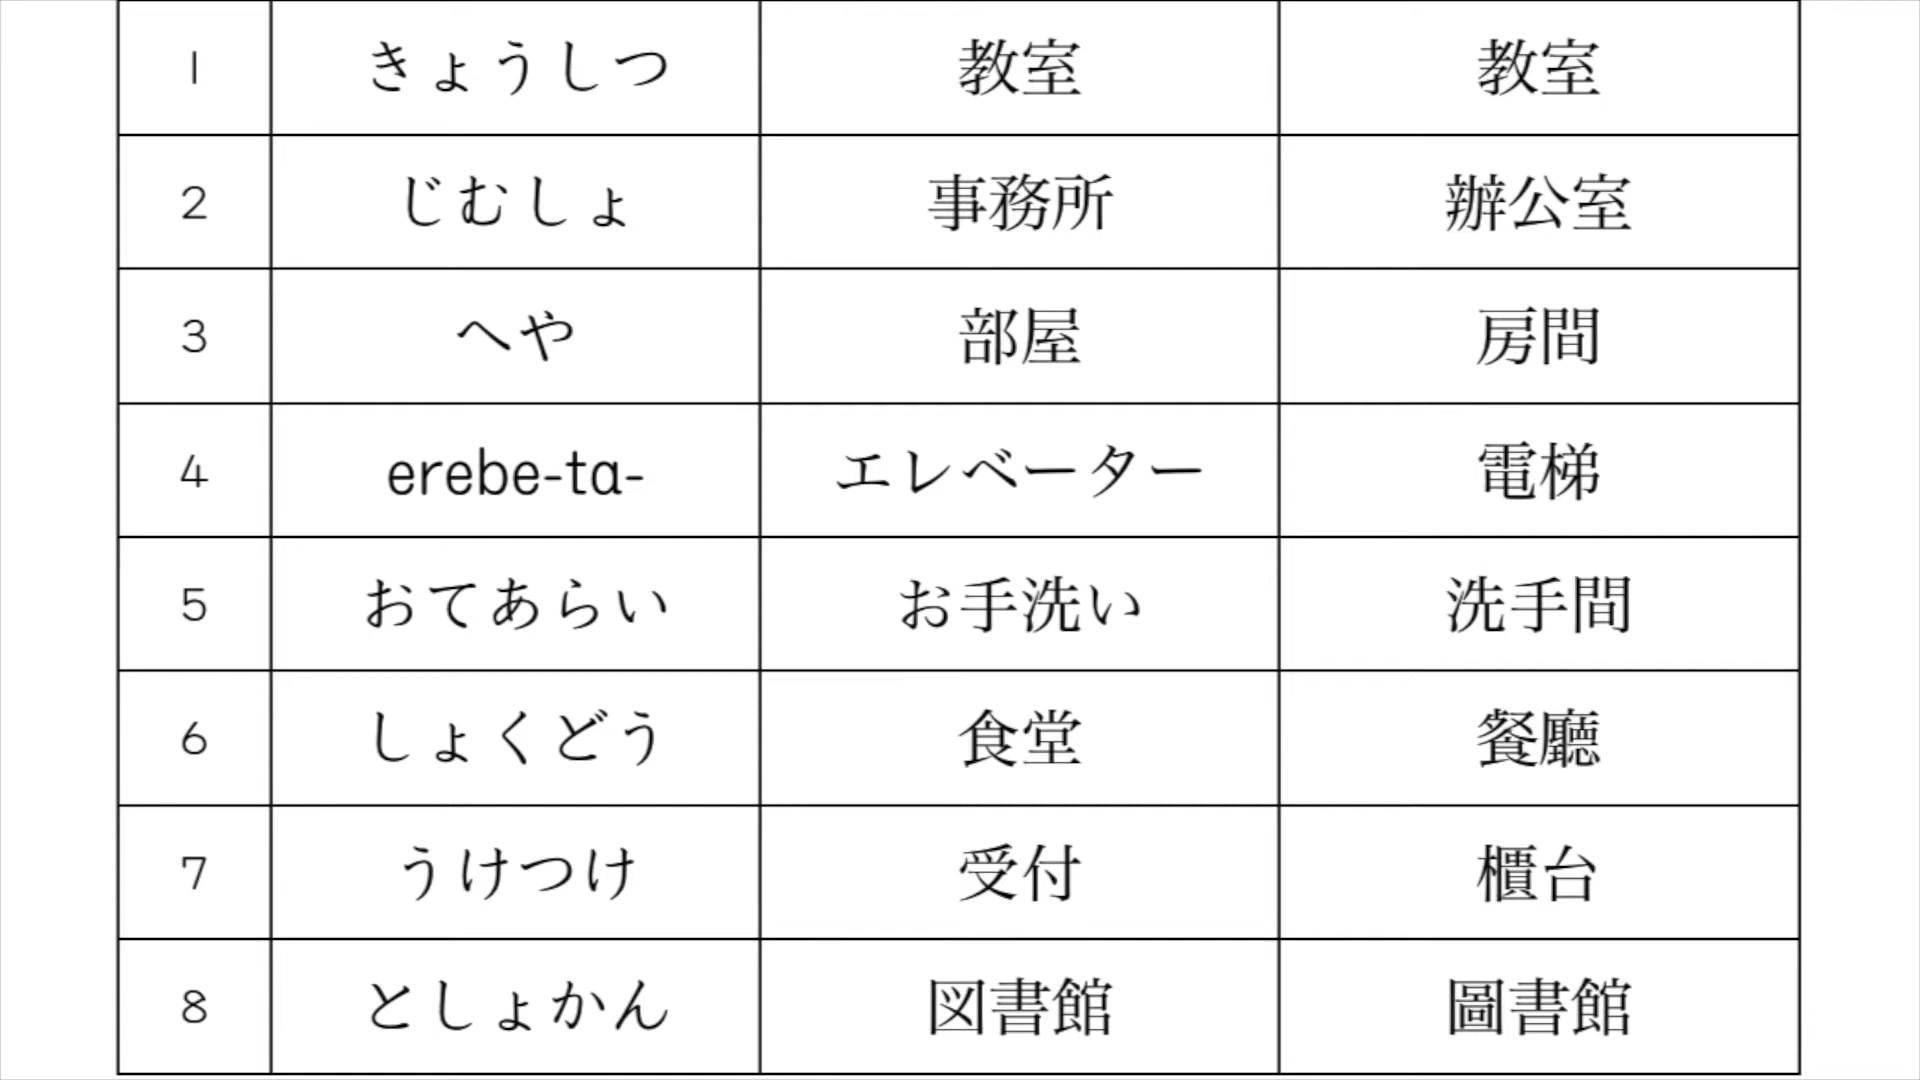 1 きょうしつ 教室 教室
2 じむしょ 事務所 辦公室
3 へや 部屋 房間
4 erebe-ta- エレベーター 電梯
5 おてあらい お手洗い 洗手間
6 しょくどう 食堂 餐廳
7 うけつけ 受付 櫃台
8 としょかん 図書館 圖書館